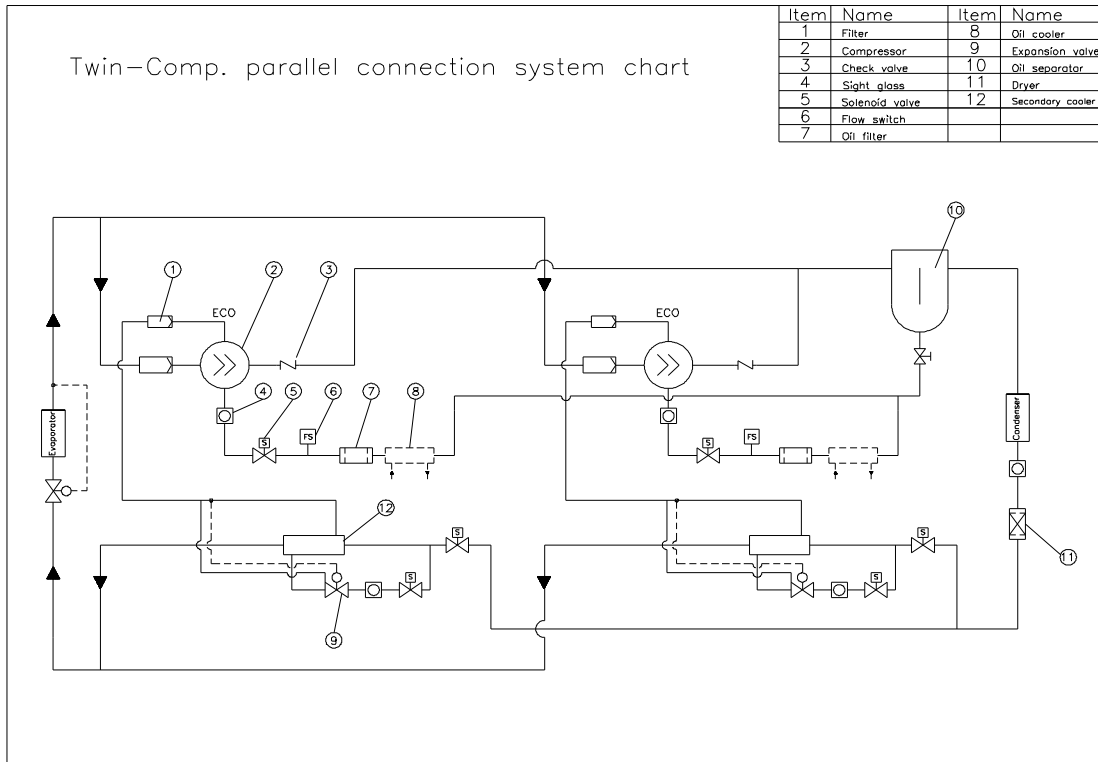 Item Name Item Name
1 Filter 8 Oil cooler
2 Compressor 9 Expansion valve
3 Check valve 10 Oil separator
4 Sight glass 11 Dryer
5 Solenoid valve 12 Secondary cooler
6 Flow switch
7 Oil filter
Twin-Comp. parallel connection system chart
10
1 2 3
ECO ECO
4 5 6 7 8
S FS S FS
Evaporator
Condenser
12
S S
11
S S
9